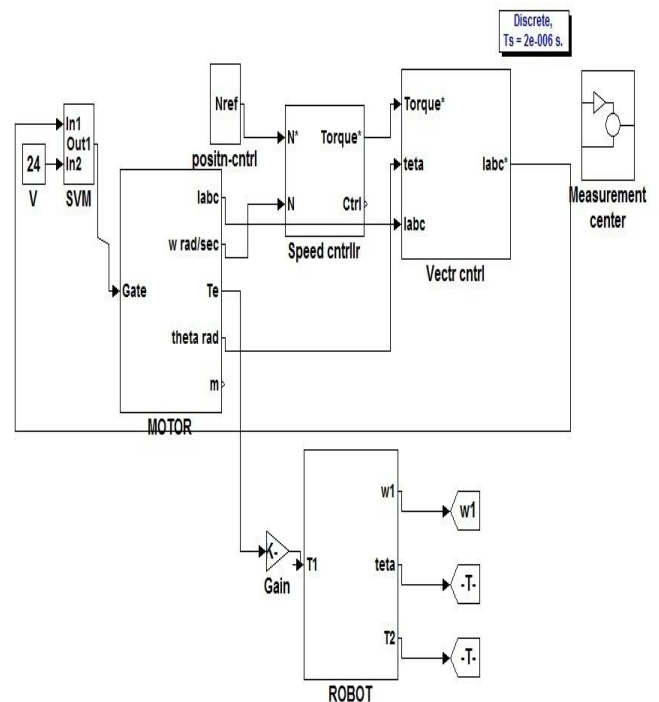 Discrete,
Ts = 2e-006 s.
Nref
positn-cntrl
N*
Torque*
N
Ctrl
Speed cntrllr
Torque*
teta
Iabc
Iabc*
Vectr cntrl
Measurement
center
In1
Out1
In2
SVM
24
V
Iabc
w rad/sec
Gate
Te
theta rad
m
MOTOR
K-
Gain
T1
w1
teta
T2
ROBOT
w1
-T-
-T-